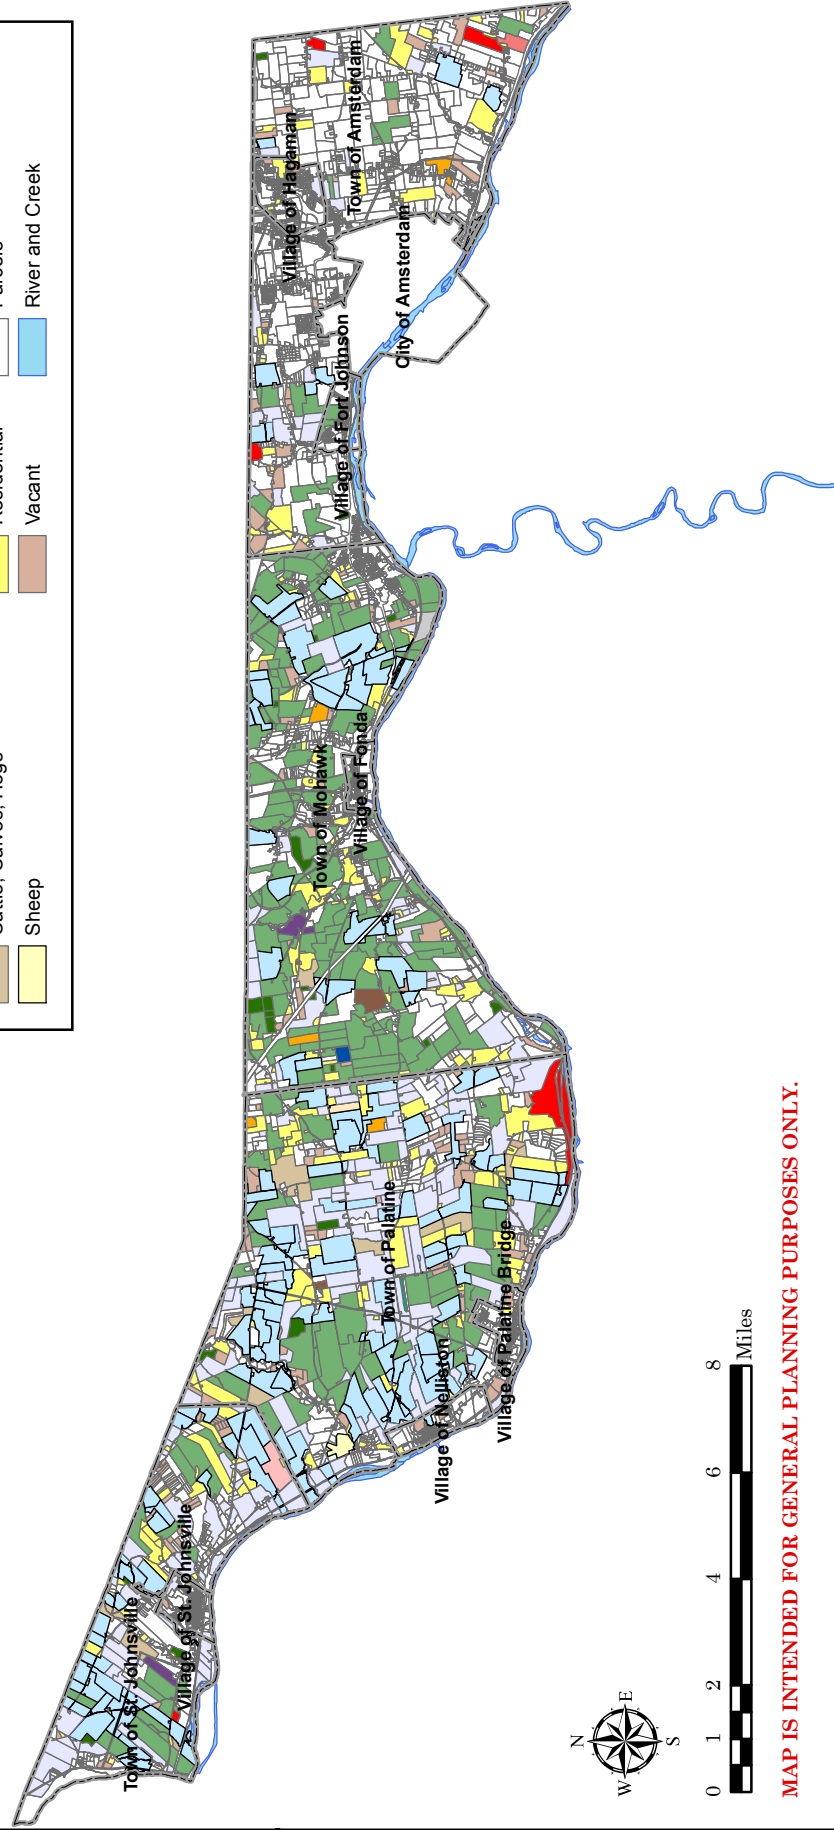 River and Creek
Vacant
Sheep
Village of Hagaman
Town of Amsterdam
City of Amsterdam
Village of Fort Johnson
Town of Mohawk
Village of Fonda
Town of Palatine
Village of Palatine Bridge
Village of Nelliston
Village of St. Johnsville
Town of St. Johnsville
N
W
E
S
0 1 2 4 6 8
Miles
MAP IS INTENDED FOR GENERAL PLANNING PURPOSES ONLY.